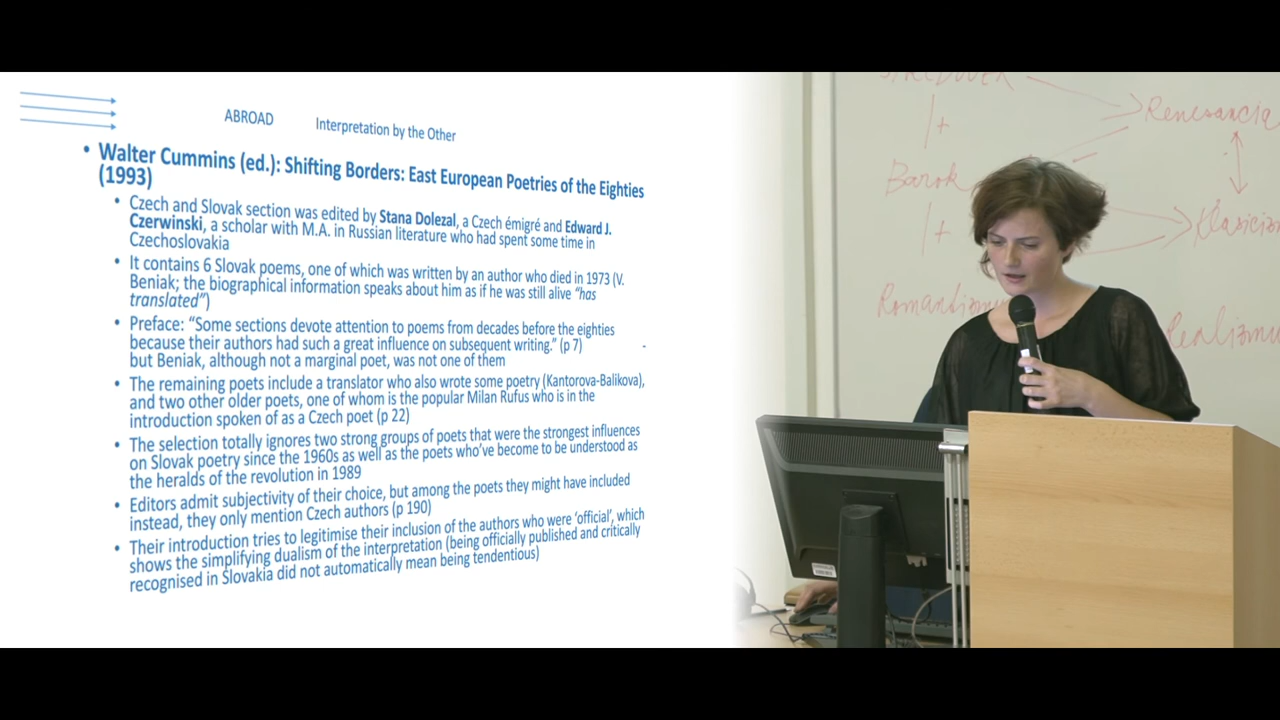 ABROAD Interpretation by the Other
• Walter Cummins (ed.): Shifting Borders: East European Poetries of the Eighties
(1993)
• Czech and Slovak section was edited by Stana Dolezal, a Czech émigré and Edward J.
Czerwinski, a scholar with M.A. in Russian literature who had spent some time in
Czechoslovakia
• It contains 6 Slovak poems, one of which was written by an author who died in 1973 (V.
Beniak; the biographical information speaks about him as if he was still alive “has
translated”)
• Preface: “Some sections devote attention to poems from decades before the eighties
because their authors had such a great influence on subsequent writing.” (p 7)
but Beniak, although not a marginal poet, was not one of them
• The remaining poets include a translator who also wrote some poetry (Kantorova-Balikova),
and two other older poets, one of whom is the popular Milan Rufus who is in the
introduction spoken of as a Czech poet (p 22)
• The selection totally ignores two strong groups of poets that were the strongest influences
on Slovak poetry since the 1960s as well as the poets who’ve become to be understood as
the heralds of the revolution in 1989
• Editors admit subjectivity of their choice, but among the poets they might have included
instead, they only mention Czech authors (p 190)
• Their introduction tries to legitimise their inclusion of the authors who were ‘official’, which
shows the simplifying dualism of the interpretation (being officially published and critically
recognised in Slovakia did not automatically mean being tendentious)
Renesancia
Barok
Romantizmu
Realizmu